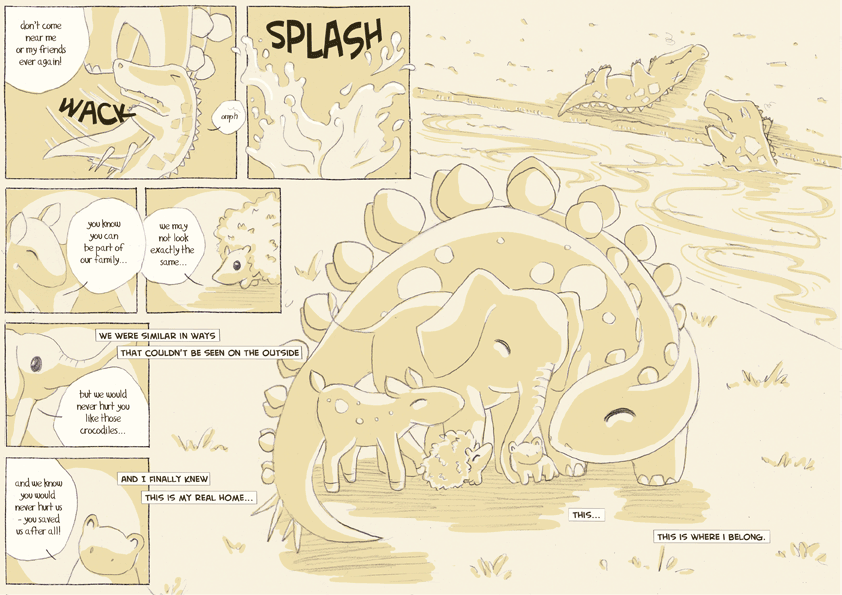 don't come
near me
or my friends
ever again!
WACK
omph
SPLASH
you know
you can
be part of
our family...
we may
not look
exactly the
same...
WE WERE SIMILAR IN WAYS
THAT COULDN'T BE SEEN ON THE OUTSIDE
but we would
never hurt you
like those
crocodiles...
and we know
you would
never hurt us
- you saved
us after all!
AND I FINALLY KNEW
THIS IS MY REAL HOME...
THIS...
THIS IS WHERE I BELONG.